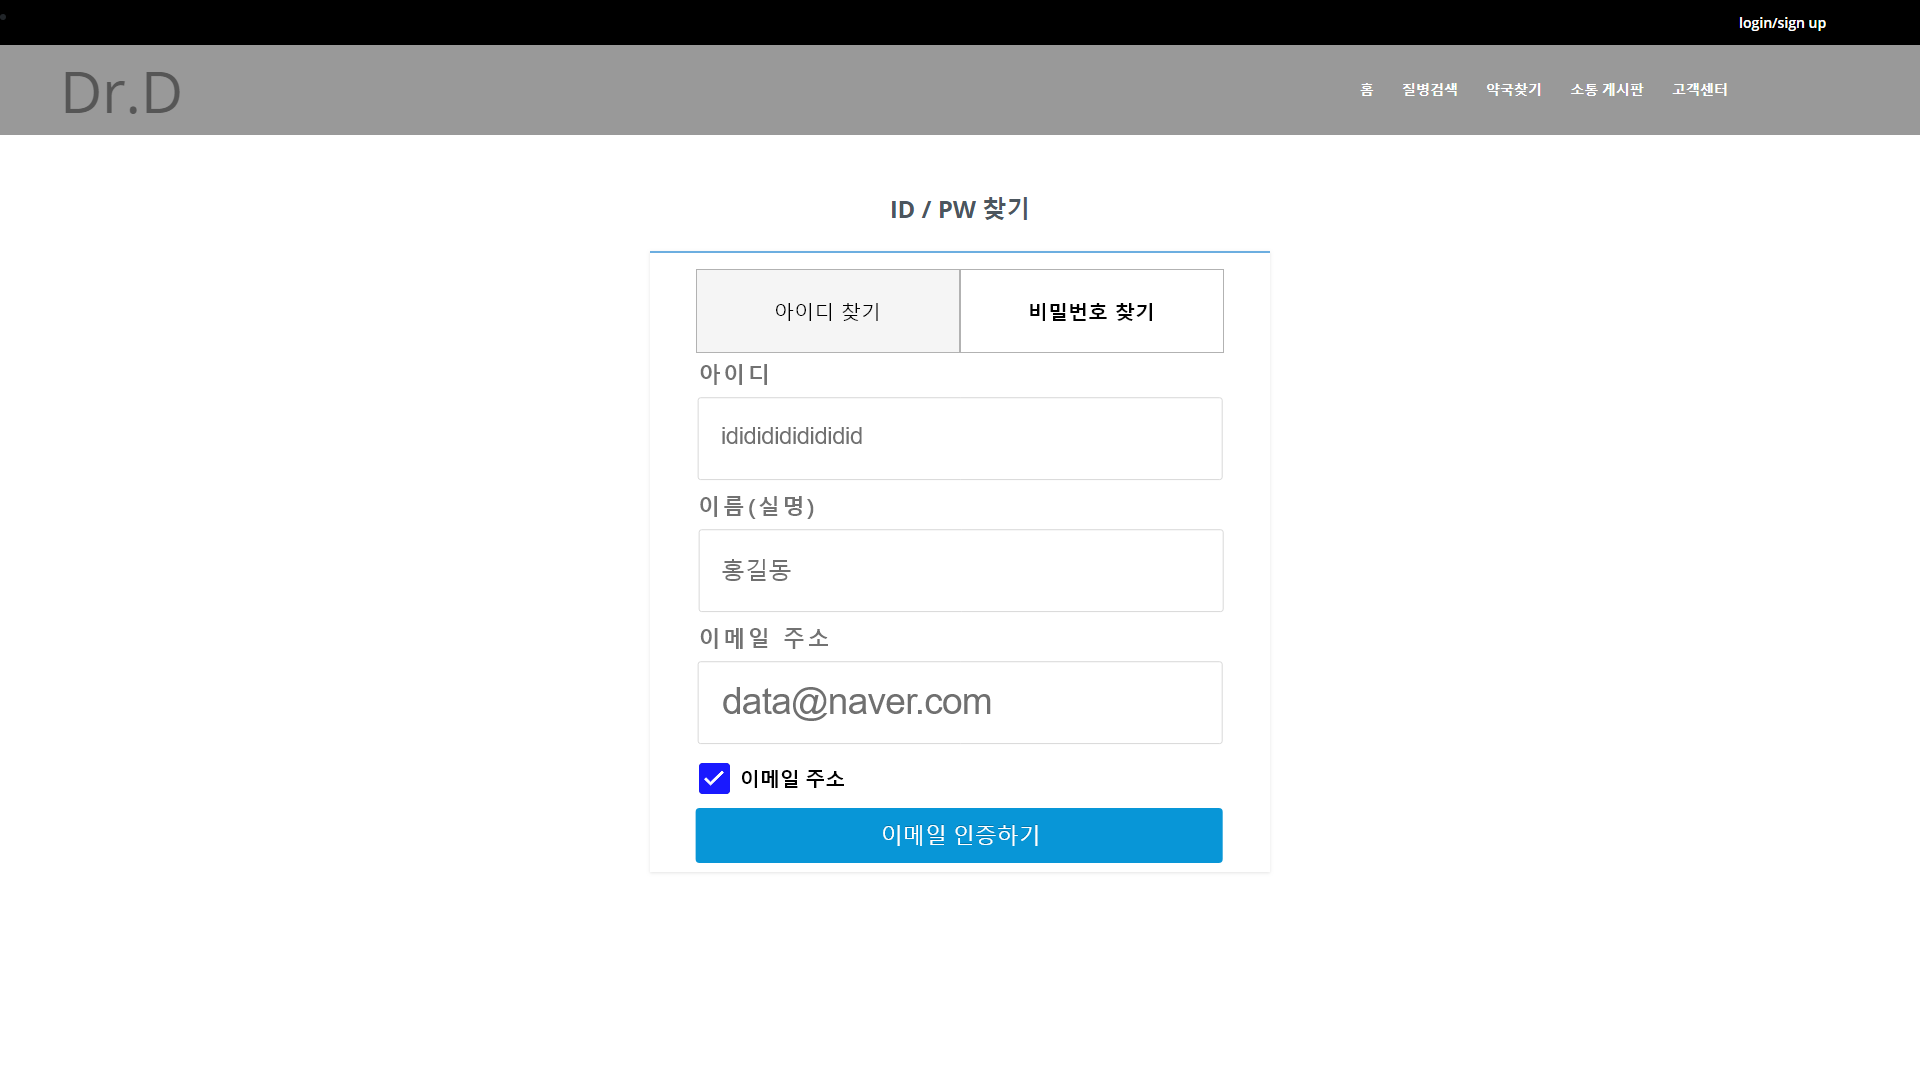 login/sign up
Dr.D
홈 질병검색 약국찾기 소통 게시판 고객센터
ID / PW 찾기
아이디 찾기 비밀번호 찾기
아이디
idididididididid
이름(실명)
홍길동
이메일 주소
data@naver.com
이메일 주소
이메일 인증하기